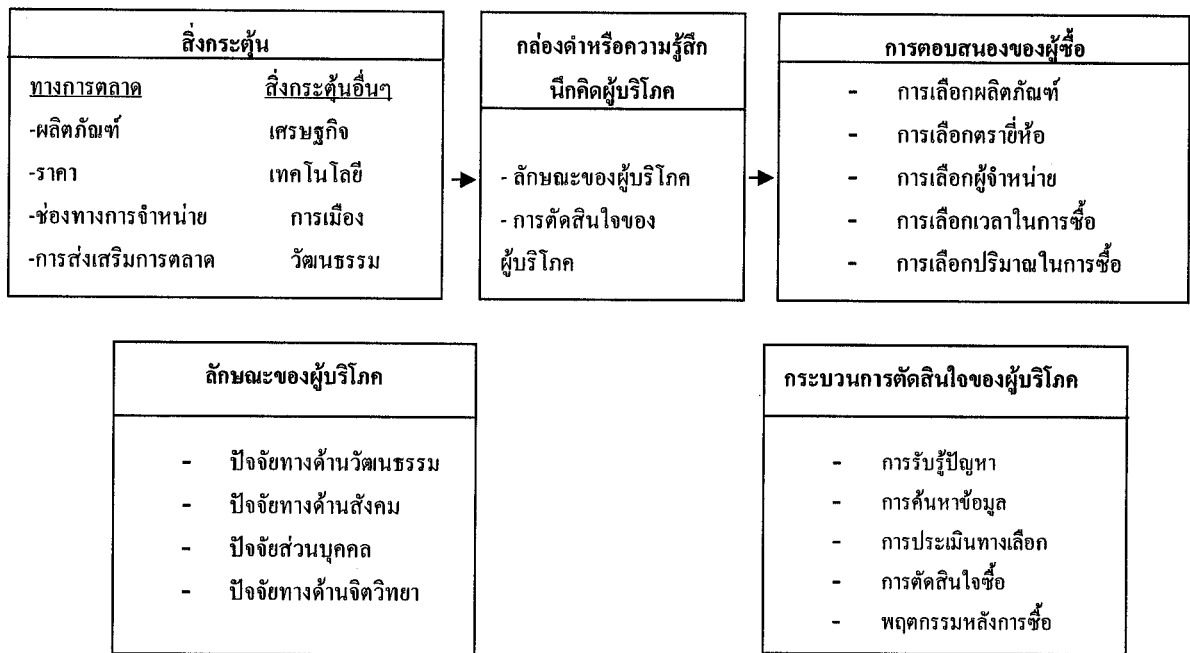 สิ่งกระตุ้น
ทางการตลาด สิ่งกระตุ้นอื่นๆ
-ผลิตภัณฑ์ เศรษฐกิจ
-ราคา เทคโนโลยี
-ช่องทางการจำหน่าย การเมือง
-การส่งเสริมการตลาด วัฒนธรรม
กล่องดำหรือความรู้สึก
นึกคิดผู้บริโภค
- ลักษณะของผู้บริโภค
- การตัดสินใจของ
ผู้บริโภค
การตอบสนองของผู้ซื้อ
- การเลือกผลิตภัณฑ์
- การเลือกตรายี่ห้อ
- การเลือกผู้จำหน่าย
- การเลือกเวลาในการซื้อ
- การเลือกปริมาณในการซื้อ
ลักษณะของผู้บริโภค
- ปัจจัยทางด้านวัฒนธรรม
- ปัจจัยทางด้านสังคม
- ปัจจัยส่วนบุคคล
- ปัจจัยทางด้านจิตวิทยา
กระบวนการตัดสินใจของผู้บริโภค
- การรับรู้ปัญหา
- การค้นหาข้อมูล
- การประเมินทางเลือก
- การตัดสินใจซื้อ
- พฤตกรรมหลังการซื้อ